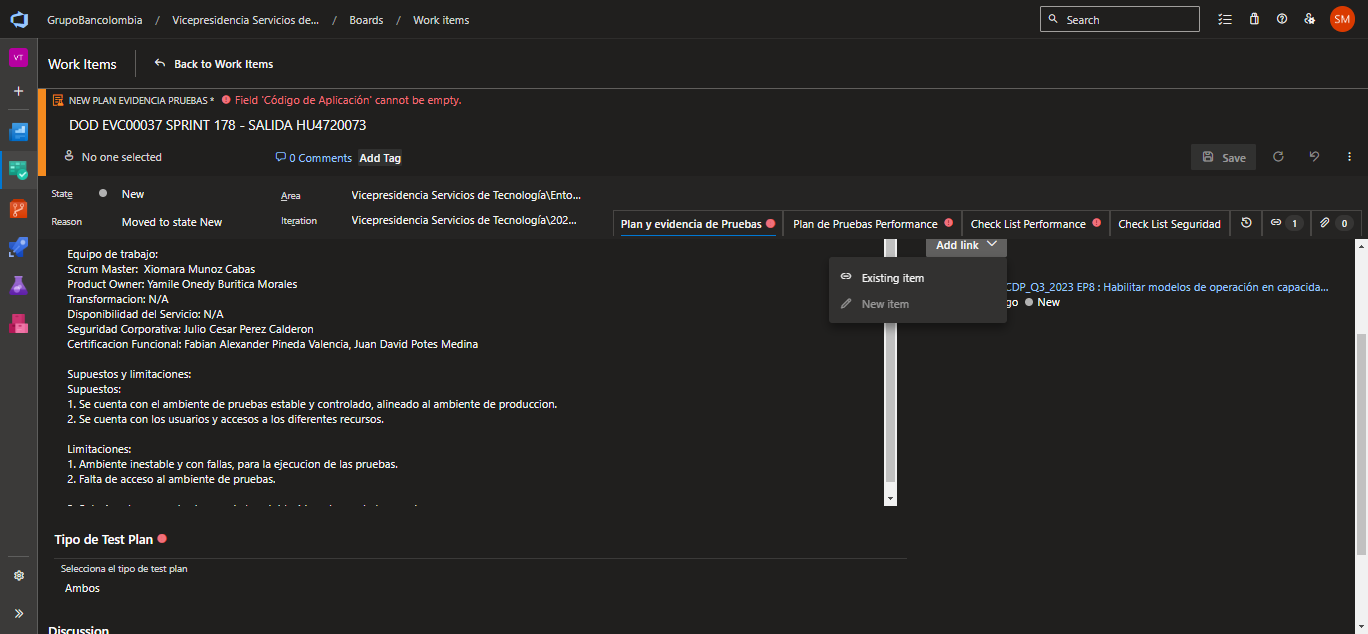 GrupoBancolombia / Vicepresidencia Servicios de... / Boards / Work items
Search
SM
VT
Work Items
Back to Work Items
NEW PLAN EVIDENCIA PRUEBAS * Field 'Código de Aplicación' cannot be empty.
DOD EVC00037 SPRINT 178 - SALIDA HU4720073
No one selected
0 Comments
Add Tag
Save
State
New
Area
Vicepresidencia Servicios de Tecnología\Ento...
Reason
Moved to state New
Iteration
Vicepresidencia Servicios de Tecnología\202...
Plan y evidencia de Pruebas
Plan de Pruebas Performance
Check List Performance
Check List Seguridad
1
0
Equipo de trabajo:
Scrum Master: Xiomara Munoz Cabas
Product Owner: Yamile Onedy Buritica Morales
Transformacion: N/A
Disponibilidad del Servicio: N/A
Seguridad Corporativa: Julio Cesar Perez Calderon
Certificacion Funcional: Fabian Alexander Pineda Valencia, Juan David Potes Medina
Supuestos y limitaciones:
Supuestos:
1. Se cuenta con el ambiente de pruebas estable y controlado, alineado al ambiente de produccion.
2. Se cuenta con los usuarios y accesos a los diferentes recursos.
Limitaciones:
1. Ambiente inestable y con fallas, para la ejecucion de las pruebas.
2. Falta de acceso al ambiente de pruebas.
Add link
Existing item
New item
CDP_Q3_2023 EP8 : Habilitar modelos de operación en capacida...
go New
Tipo de Test Plan
Selecciona el tipo de test plan
Ambos
Discussion